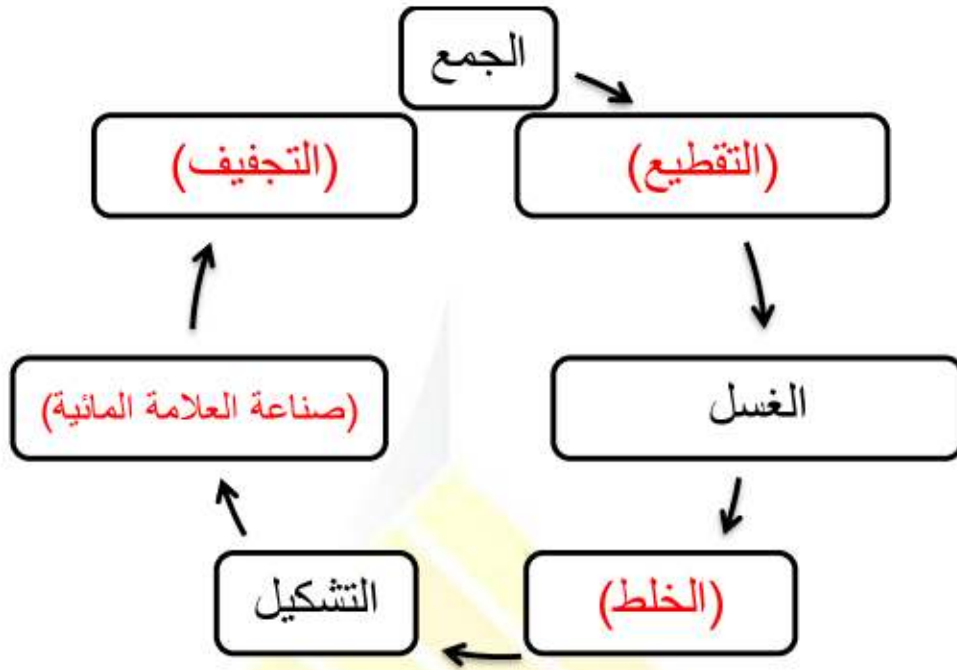 الجمع
(التقطيع)
الغسل
(الخلط)
التشكيل
(صناعة العلامة المائية)
(التجفيف)